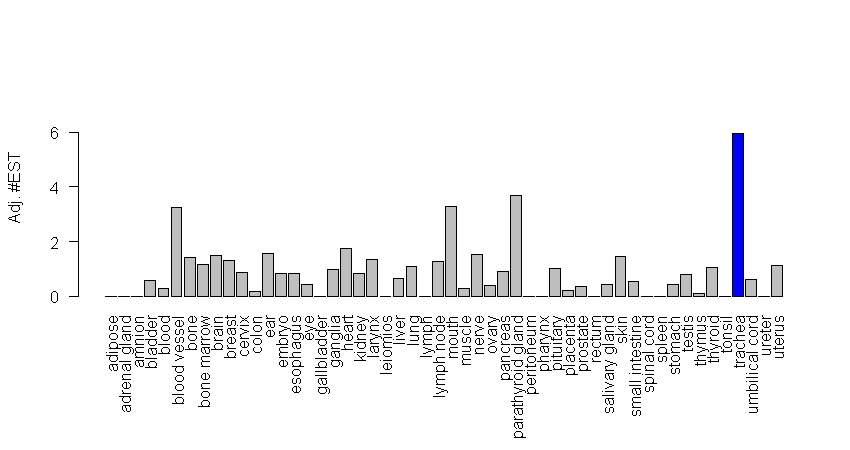 Adj. #EST
6
4
2
0
adipose
adrenal gland
amnion
bladder
blood
blood vessel
bone
bone marrow
brain
breast
cervix
colon
ear
embryo
esophagus
eye
gallbladder
ganglia
heart
kidney
larynx
leiomios
liver
lung
lymph
lymph node
mouth
muscle
nerve
ovary
pancreas
parathyroid gland
peritoneum
pharynx
pituitary
placenta
prostate
rectum
salivary gland
skin
small intestine
spinal cord
spleen
stomach
testis
thymus
thyroid
tonsil
trachea
umbilical cord
ureter
uterus